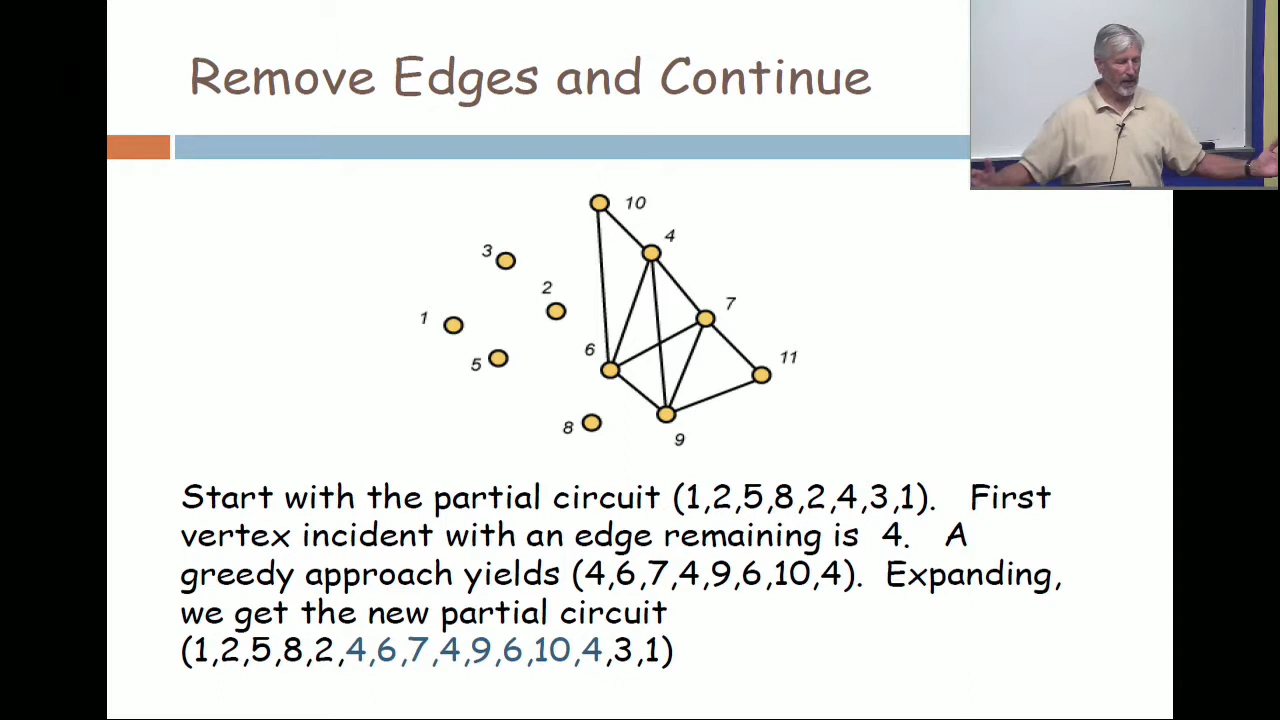 Remove Edges and Continue
10
4
3
2
7
1
6
11
5
8
9
Start with the partial circuit (1,2,5,8,2,4,3,1). First
vertex incident with an edge remaining is 4. A
greedy approach yields (4,6,7,4,9,6,10,4). Expanding,
we get the new partial circuit
(1,2,5,8,2,4,6,7,4,9,6,10,4,3,1)